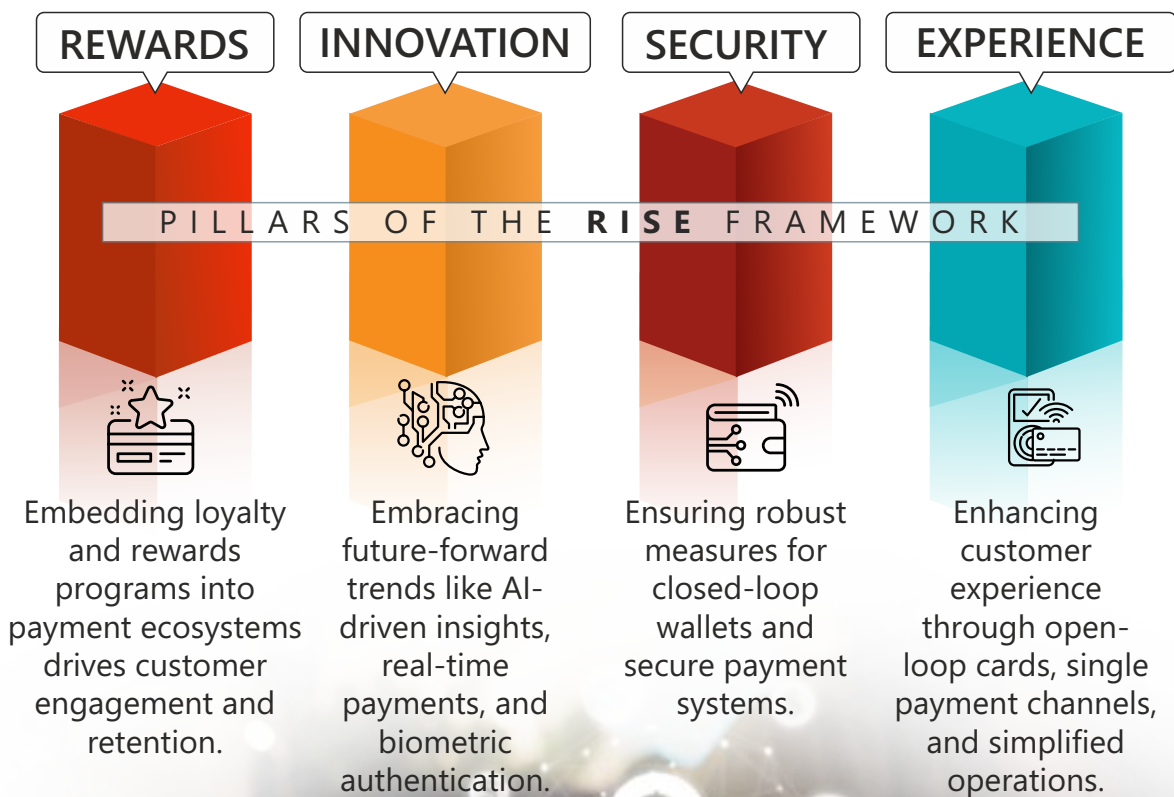 REWARDS
INNOVATION
SECURITY
EXPERIENCE
PILLARS OF THE RISE FRAMEWORK
Embedding loyalty
and rewards
programs into
payment ecosystems
drives customer
engagement and
retention.
Embracing
future-forward
trends like AI-
driven insights,
real-time
payments, and
biometric
authentication.
Ensuring robust
measures for
closed-loop
wallets and
secure payment
systems.
Enhancing
customer
experience
through open-
loop cards, single
payment channels,
and simplified
operations.